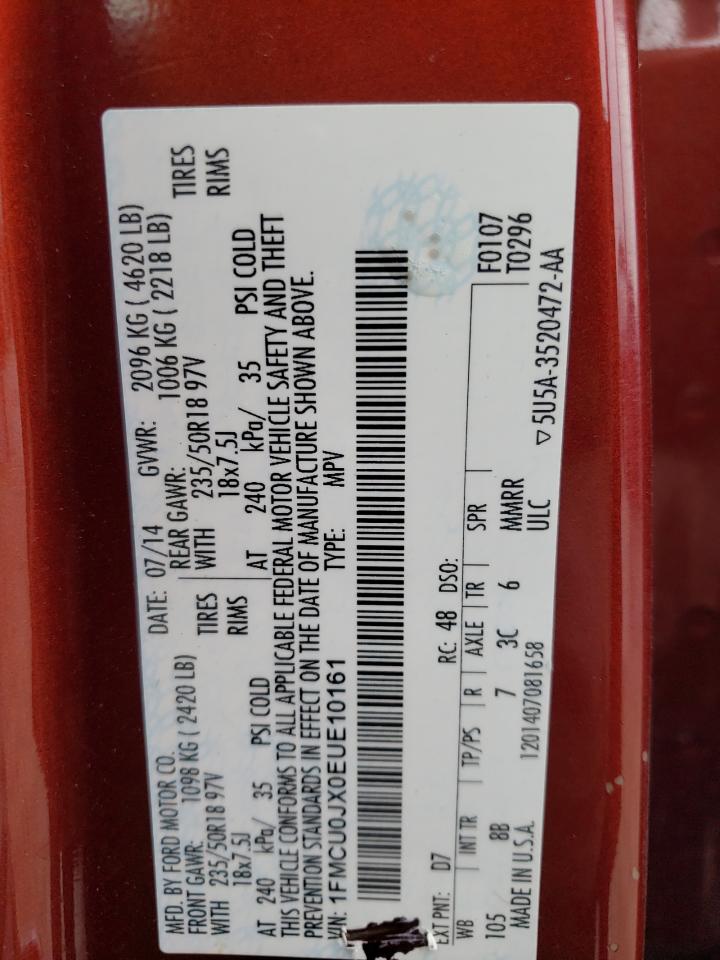 MFD. BY FORD MOTOR CO.
DATE: 07/14 GVWR: 2096 KG ( 4620 LB)
FRONT GAWR: 1098 KG ( 2420 LB) REAR GAWR: 1006 KG ( 2218 LB)
WITH 235/50R18 97V TIRES WITH 235/50R18 97V TIRES
18x7.5J RIMS 18x7.5J RIMS
AT 240 kPa/ 35 PSI COLD AT 240 kPa/ 35 PSI COLD
THIS VEHICLE CONFORMS TO ALL APPLICABLE FEDERAL MOTOR VEHICLE SAFETY AND THEFT
PREVENTION STANDARDS IN EFFECT ON THE DATE OF MANUFACTURE SHOWN ABOVE.
VIN: 1FMCU0JX0EUE10161 TYPE: MPV
F0107
T0296
EXT PNT: D7 RC: 48 DSO:
WB INT TR TP/PS R AXLE TR SPR
105 8B 7 3C 6 MMRR
ULC
MADE IN U.S.A. 1201407081658
▽5U5A-3520472-AA